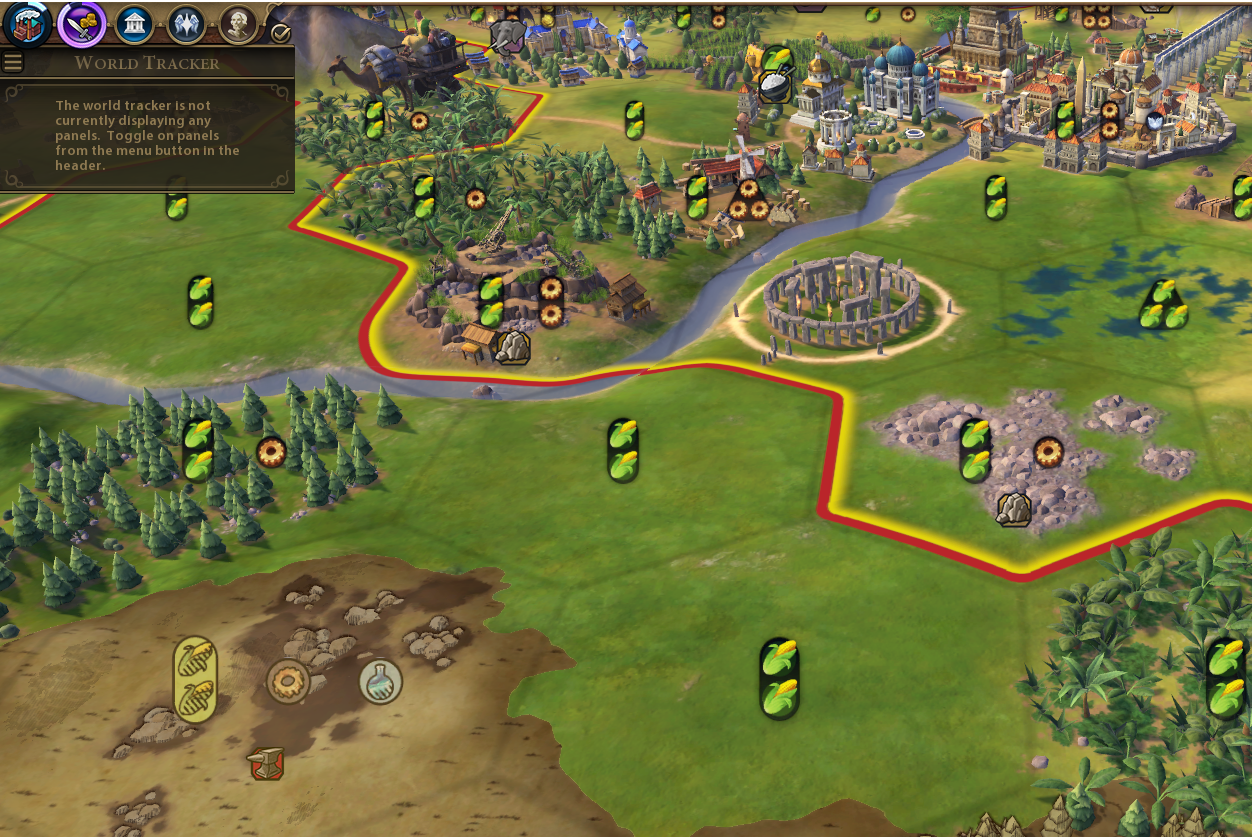 WORLD TRACKER
The world tracker is not
currently displaying any
panels. Toggle on panels
from the menu button in the
header.